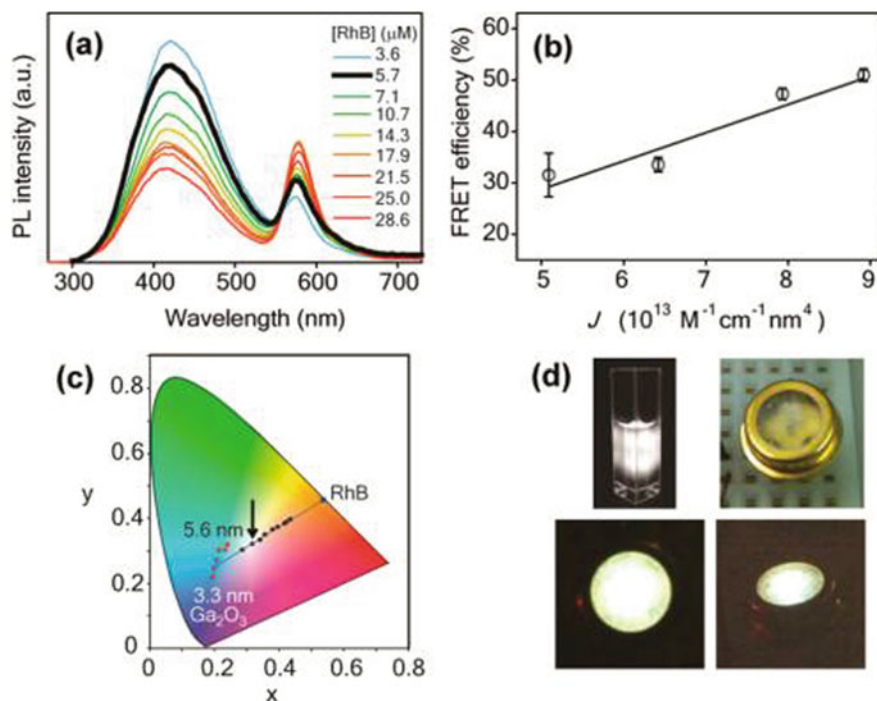 (a)
[RhB] (μM)
3.6
5.7
7.1
10.7
14.3
17.9
21.5
25.0
28.6
PL intensity (a.u.)
300 400 500 600 700
Wavelength (nm)
(b)
FRET efficiency (%)
60
50
40
30
20
5 6 7 8 9
J (10¹³ M⁻¹cm⁻¹nm⁴)
(c)
y
0.8
0.6
0.4
0.2
0
RhB
5.6 nm
3.3 nm
Ga₂O₃
0 0.2 0.4 0.6 0.8
x
(d)